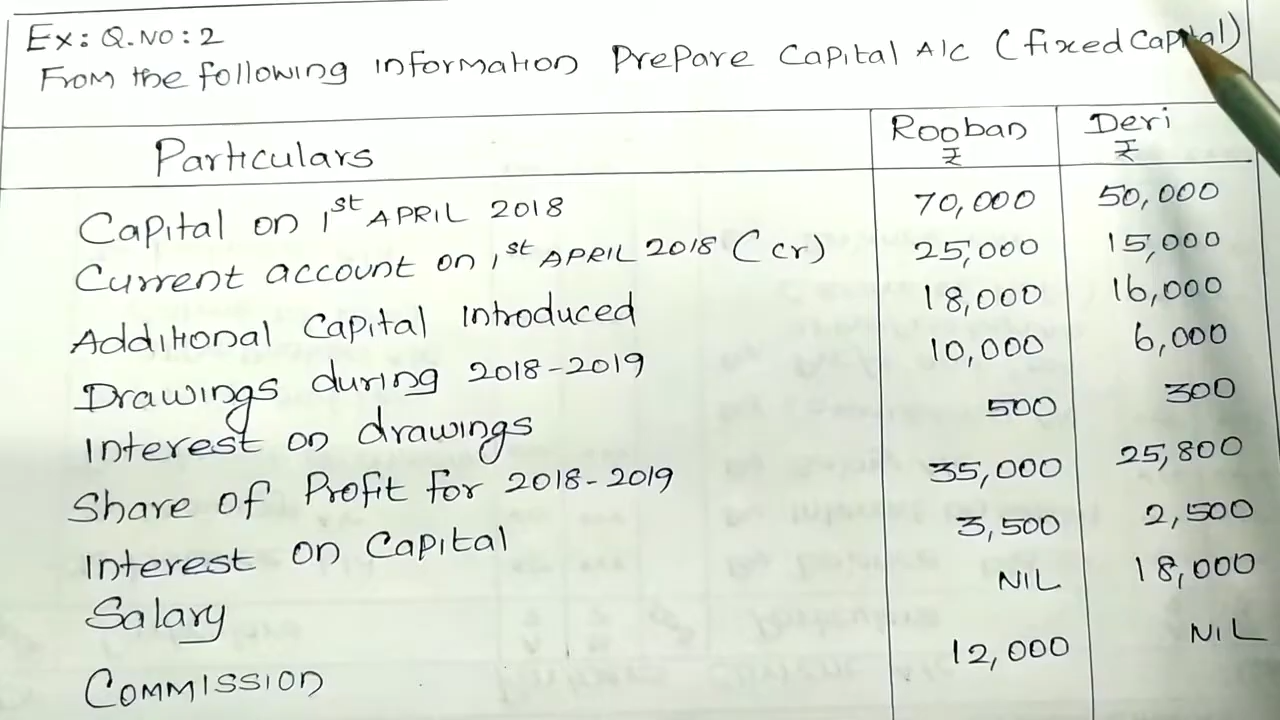 Ex: Q.NO: 2
From the following information Prepare Capital A/C (fixed Capital)
Particulars Rooban ₹ Deri ₹
Capital on 1st APRIL 2018 70,000 50,000
Current account on 1st APRIL 2018 (cr) 25,000 15,000
Additional Capital Introduced 18,000 16,000
Drawings during 2018-2019 10,000 6,000
Interest on drawings 500 300
Share of Profit for 2018-2019 35,000 25,800
Interest on Capital 3,500 2,500
Salary NIL 18,000
Commission 12,000 NIL